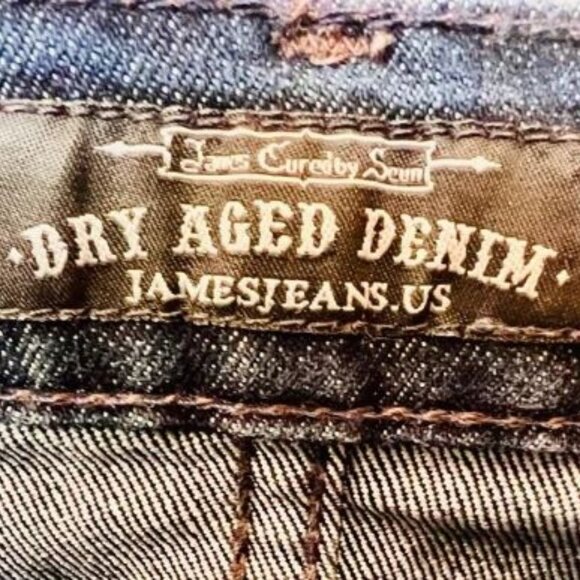 James Cured by Seun
· DRY AGED DENIM ·
JAMESJEANS.US